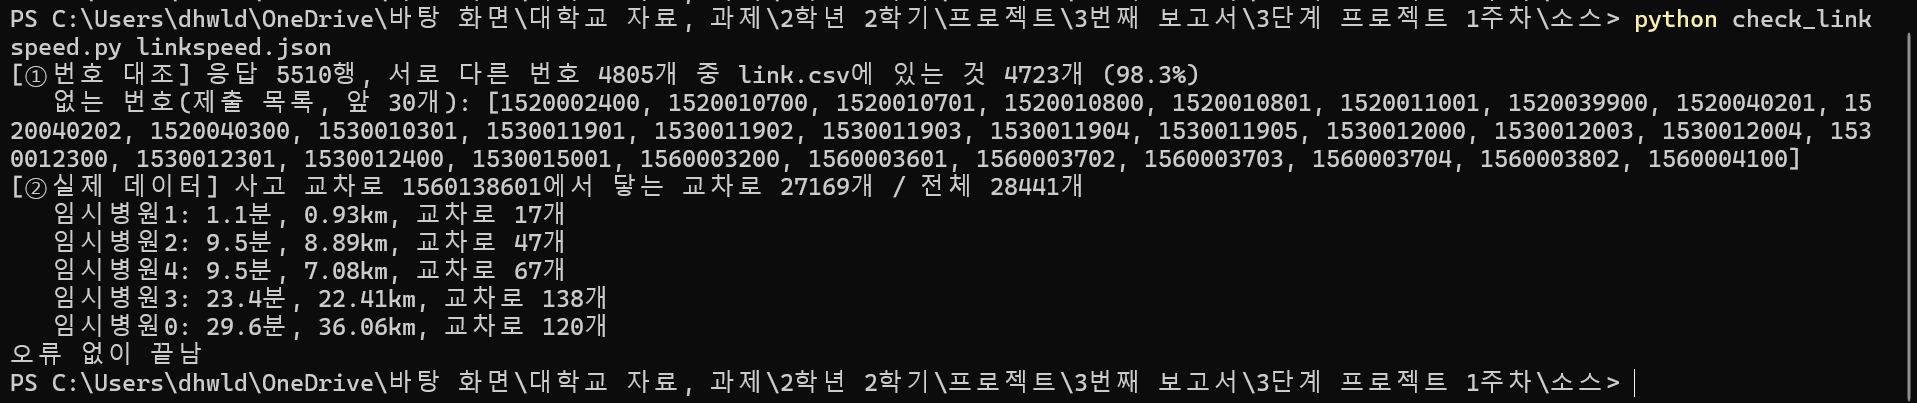 PS C:\Users\dhwld\OneDrive\바탕 화면\대학교 자료, 과제\2학년 2학기\프로젝트\3번째 보고서\3단계 프로젝트 1주차\소스> python check_link
speed.py linkspeed.json
[①번호 대조] 응답 5510행, 서로 다른 번호 4805개 중 link.csv에 있는 것 4723개 (98.3%)
없는 번호(제출 목록, 앞 30개): [1520002400, 1520010700, 1520010701, 1520010800, 1520010801, 1520011001, 1520039900, 1520040201, 15
20040202, 1520040300, 1530010301, 1530011901, 1530011902, 1530011903, 1530011904, 1530011905, 1530012000, 1530012003, 1530012004, 153
0012300, 1530012301, 1530012400, 1530015001, 1560003200, 1560003601, 1560003702, 1560003703, 1560003704, 1560003802, 1560004100]
[②실제 데이터] 사고 교차로 1560138601에서 닿는 교차로 27169개 / 전체 28441개
임시병원1: 1.1분, 0.93km, 교차로 17개
임시병원2: 9.5분, 8.89km, 교차로 47개
임시병원4: 9.5분, 7.08km, 교차로 67개
임시병원3: 23.4분, 22.41km, 교차로 138개
임시병원0: 29.6분, 36.06km, 교차로 120개
오류 없이 끝남
PS C:\Users\dhwld\OneDrive\바탕 화면\대학교 자료, 과제\2학년 2학기\프로젝트\3번째 보고서\3단계 프로젝트 1주차\소스>